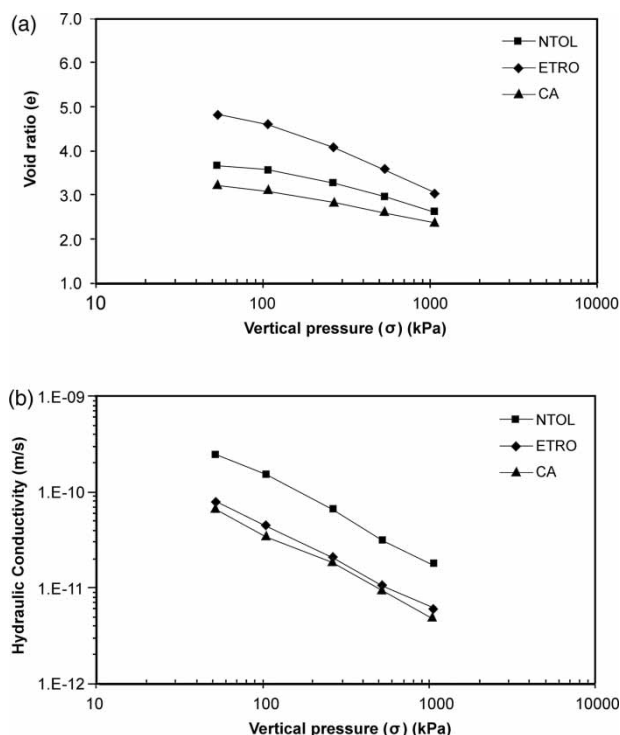 (a)
7.0
6.0
5.0
4.0
3.0
2.0
1.0
Void ratio (e)
NTOL
ETRO
CA
10
100
1000
10000
Vertical pressure (σ) (kPa)
(b)
1.E-09
1.E-10
1.E-11
1.E-12
Hydraulic Conductivity (m/s)
NTOL
ETRO
CA
10
100
1000
10000
Vertical pressure (σ) (kPa)